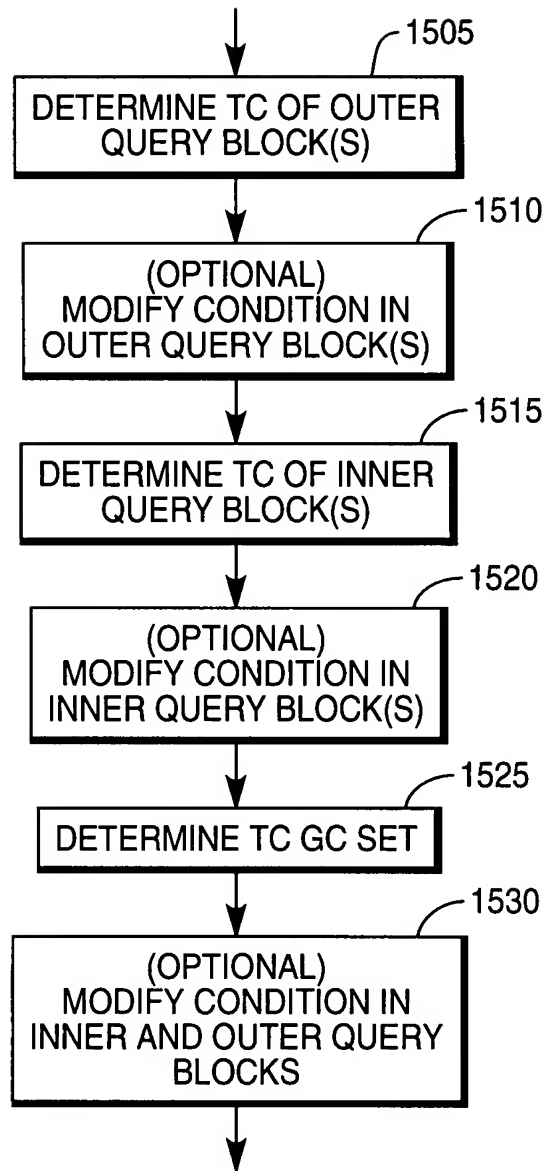 1505
DETERMINE TC OF OUTER
QUERY BLOCK(S)
1510
(OPTIONAL)
MODIFY CONDITION IN
OUTER QUERY BLOCK(S)
1515
DETERMINE TC OF INNER
QUERY BLOCK(S)
1520
(OPTIONAL)
MODIFY CONDITION IN
INNER QUERY BLOCK(S)
1525
DETERMINE TC GC SET
1530
(OPTIONAL)
MODIFY CONDITION IN
INNER AND OUTER QUERY
BLOCKS